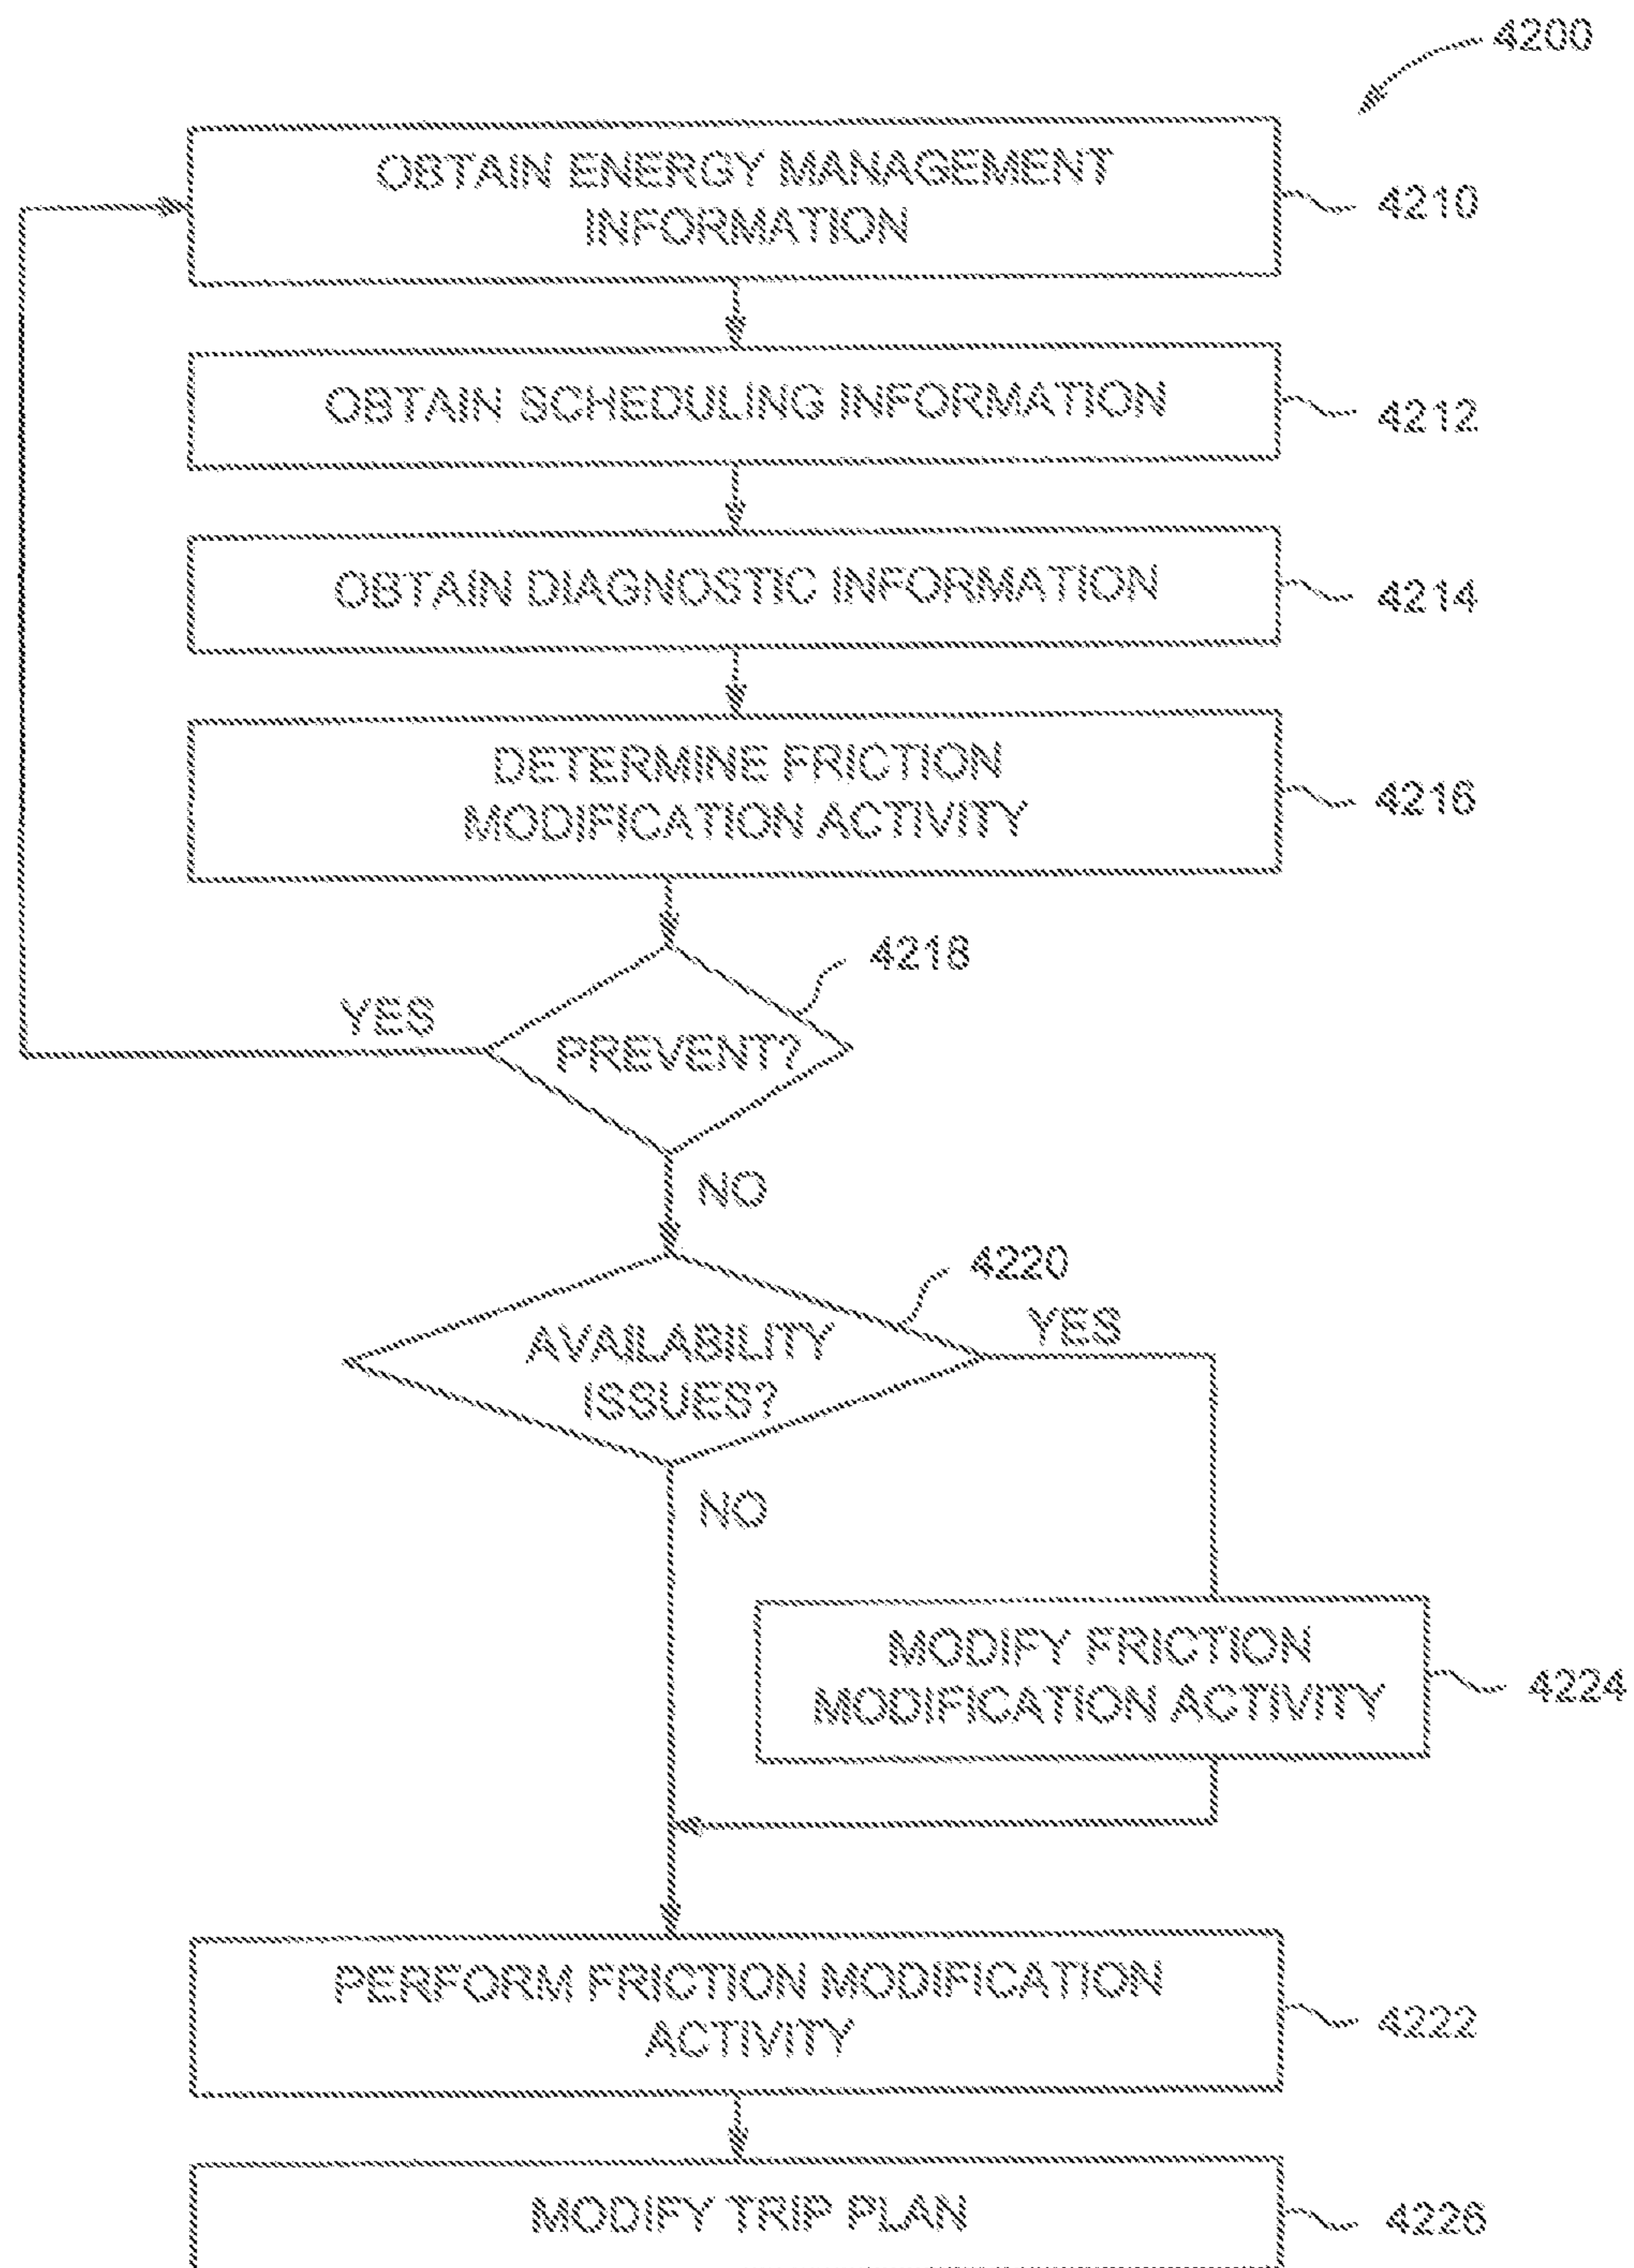 4200
OBTAIN ENERGY MANAGEMENT
INFORMATION
4210
OBTAIN SCHEDULING INFORMATION
4212
OBTAIN DIAGNOSTIC INFORMATION
4214
DETERMINE FRICTION
MODIFICATION ACTIVITY
4216
4218
YES
PREVENT?
NO
4220
YES
AVAILABILITY
ISSUES?
NO
MODIFY FRICTION
MODIFICATION ACTIVITY
4224
PERFORM FRICTION MODIFICATION
ACTIVITY
4222
MODIFY TRIP PLAN
4226